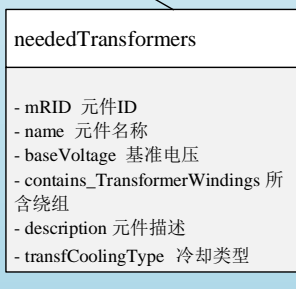 neededTransformers
- mRID 元件ID
- name 元件名称
- baseVoltage 基准电压
- contains_TransformerWindings 所
含绕组
- description 元件描述
- transfCoolingType 冷却类型